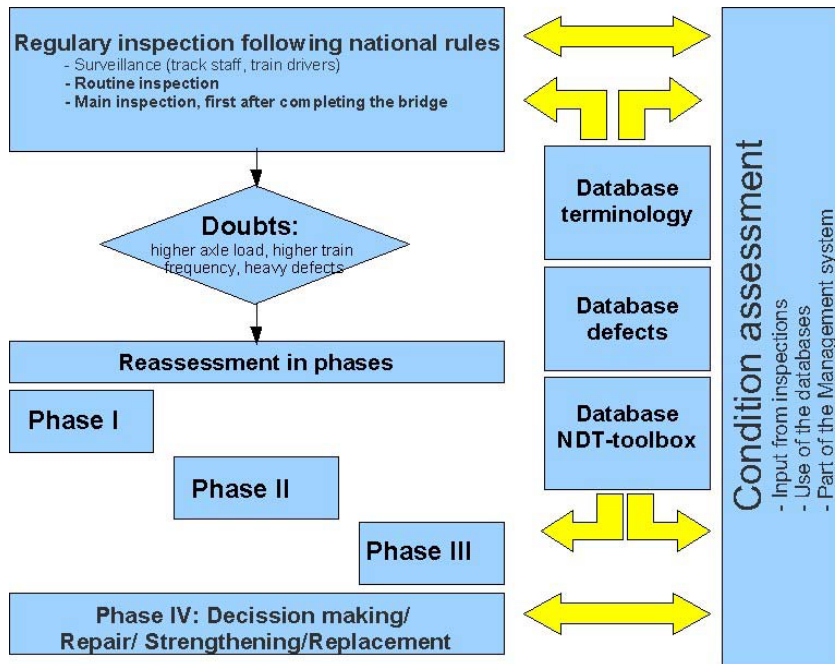 Regulary inspection following national rules
- Surveillance (track staff, train drivers)
- Routine inspection
- Main inspection, first after completing the bridge
Doubts:
higher axle load, higher train
frequency, heavy defects
Reassessment in phases
Phase I
Phase II
Phase III
Phase IV: Decission making/
Repair/ Strengthening/Replacement
Database
terminology
Database
defects
Database
NDT-toolbox
Condition assessment
- Input from inspections
- Use of the databases
- Part of the Management system